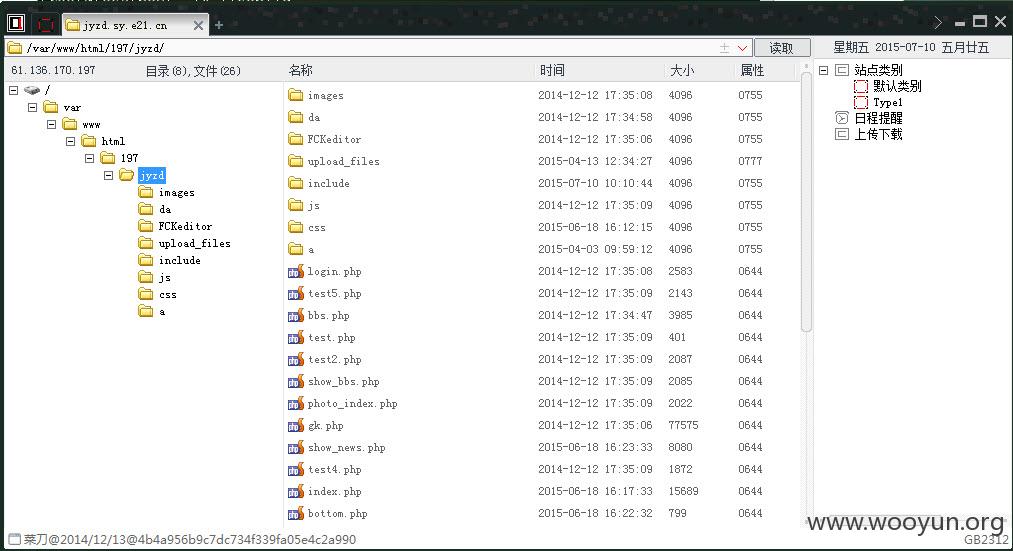 jyzd.sy.e21.cn
/var/www/html/197/jyzd/
读取
星期五 2015-07-10 五月廿五
61.136.170.197 目录(8),文件(26)
名称 时间 大小 属性
/
var
www
html
197
jyzd
images
da
FCKeditor
upload_files
include
js
css
a
images 2014-12-12 17:35:08 4096 0755
da 2014-12-12 17:34:58 4096 0755
FCKeditor 2014-12-12 17:35:06 4096 0755
upload_files 2015-04-13 12:34:27 4096 0777
include 2015-07-10 10:10:44 4096 0755
js 2014-12-12 17:35:09 4096 0755
css 2015-06-18 16:12:15 4096 0755
a 2015-04-03 09:59:12 4096 0755
login.php 2014-12-12 17:35:08 2583 0644
test5.php 2014-12-12 17:35:09 2143 0644
bbs.php 2014-12-12 17:34:47 3985 0644
test.php 2014-12-12 17:35:09 401 0644
test2.php 2014-12-12 17:35:09 2087 0644
show_bbs.php 2014-12-12 17:35:09 2085 0644
photo_index.php 2014-12-12 17:35:09 2022 0644
gk.php 2014-12-12 17:35:06 77575 0644
show_news.php 2015-06-18 16:23:33 8080 0644
test4.php 2014-12-12 17:35:09 1872 0644
index.php 2015-06-18 16:17:33 15689 0644
bottom.php 2015-06-18 16:22:32 799 0644
站点类别
默认类别
Type1
日程提醒
上传下载
www.wooyun.org
菜刀@2014/12/13@4b4a956b9c7dc734f339fa05e4c2a990
GB2312